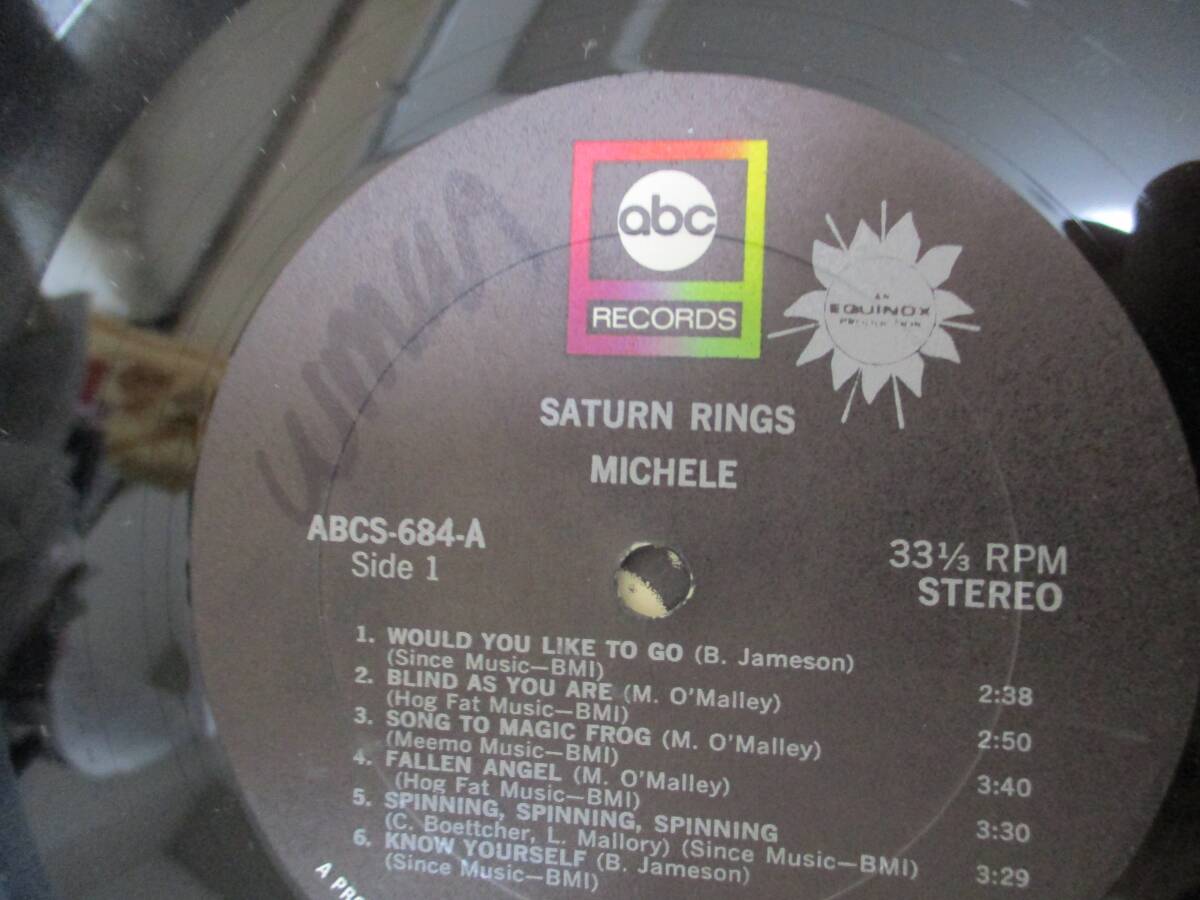 abc
RECORDS
AN
EQUINOX
PRODUCTION
SATURN RINGS
MICHELE
ABCS-684-A
Side 1
33⅓ RPM
STEREO
1. WOULD YOU LIKE TO GO (B. Jameson)
(Since Music—BMI) 2:38
2. BLIND AS YOU ARE (M. O'Malley)
(Hog Fat Music—BMI) 2:50
3. SONG TO MAGIC FROG (M. O'Malley)
(Meemo Music—BMI) 3:40
4. FALLEN ANGEL (M. O'Malley)
(Hog Fat Music—BMI) 3:30
5. SPINNING, SPINNING, SPINNING
(C. Boettcher, L. Mallory) (Since Music—BMI) 3:29
6. KNOW YOURSELF (B. Jameson)
(Since Music—BMI)
A